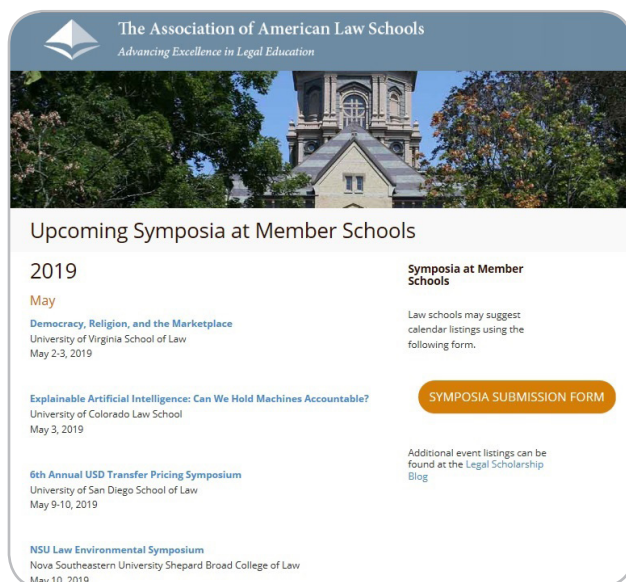 The Association of American Law Schools
Advancing Excellence in Legal Education
Upcoming Symposia at Member Schools
2019
May
Democracy, Religion, and the Marketplace
University of Virginia School of Law
May 2-3, 2019
Explainable Artificial Intelligence: Can We Hold Machines Accountable?
University of Colorado Law School
May 3, 2019
6th Annual USD Transfer Pricing Symposium
University of San Diego School of Law
May 9-10, 2019
NSU Law Environmental Symposium
Nova Southeastern University Shepard Broad College of Law
May 10, 2019
Symposia at Member
Schools
Law schools may suggest
calendar listings using the
following form.
SYMPOSIA SUBMISSION FORM
Additional event listings can be
found at the Legal Scholarship
Blog